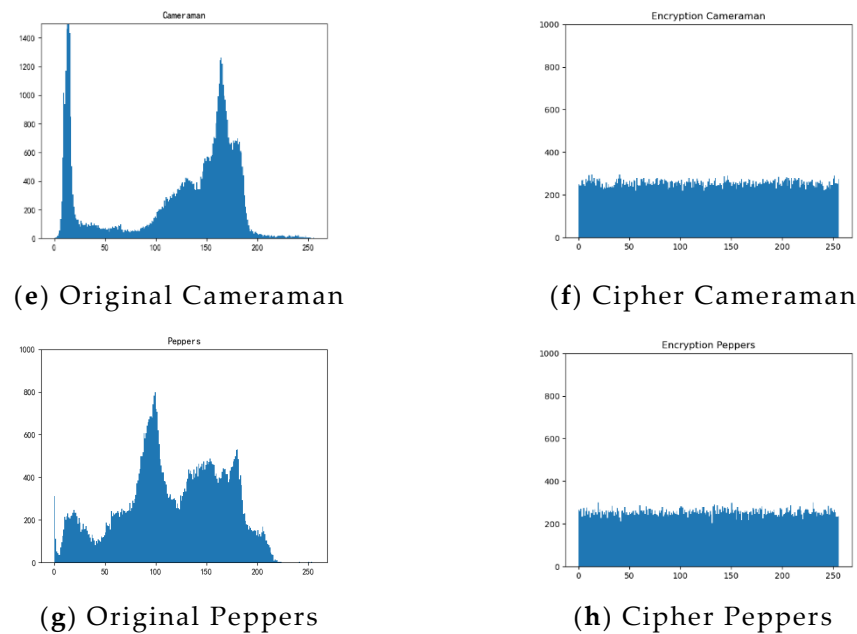 Cameraman
1400
1200
1000
800
600
400
200
0
0 50 100 150 200 250
Encryption Cameraman
1000
800
600
400
200
0
0 50 100 150 200 250
(e) Original Cameraman
(f) Cipher Cameraman
Peppers
1000
800
600
400
200
0
0 50 100 150 200 250
Encryption Peppers
1000
800
600
400
200
0
0 50 100 150 200 250
(g) Original Peppers
(h) Cipher Peppers